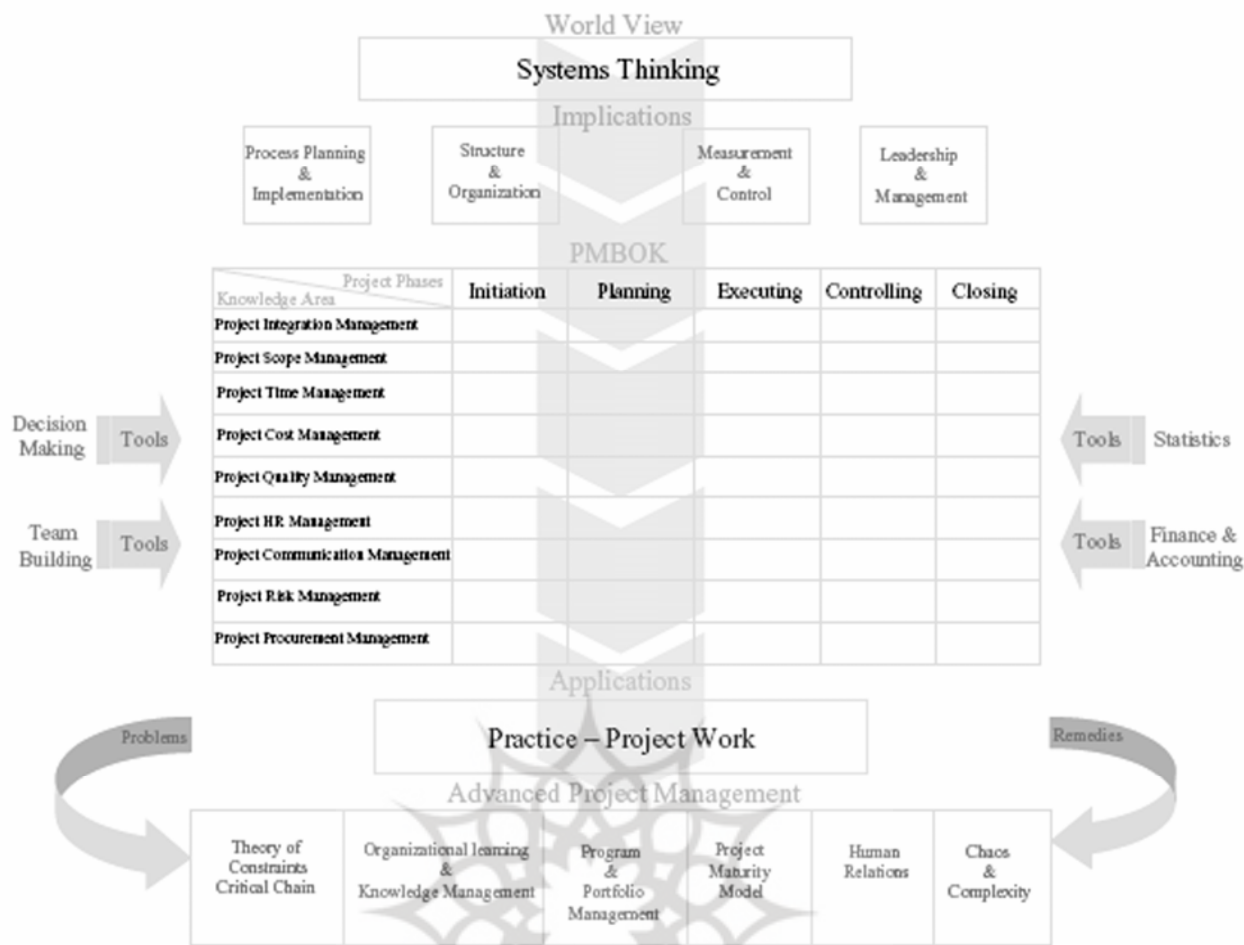 World View
Systems Thinking
Implications
Process Planning
&
Implementation
Structure
&
Organization
Measurement
&
Control
Leadership
&
Management
PMBOK
Project Phases
Knowledge Area
Initiation
Planning
Executing
Controlling
Closing
Project Integration Management
Project Scope Management
Project Time Management
Project Cost Management
Project Quality Management
Project HR Management
Project Communication Management
Project Risk Management
Project Procurement Management
Decision
Making
Tools
Team
Building
Tools
Tools
Statistics
Tools
Finance &
Accounting
Applications
Practice – Project Work
Problems
Remedies
Advanced Project Management
Theory of
Constraints
Critical Chain
Organizational learning
&
Knowledge Management
Program
&
Portfolio
Management
Project
Maturity
Model
Human
Relations
Chaos
&
Complexity